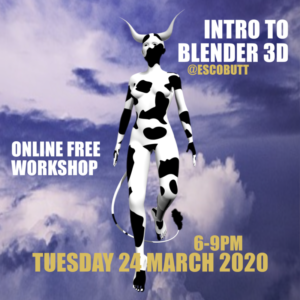 INTRO TO
BLENDER 3D
@ESCOBUTT
ONLINE FREE
WORKSHOP
6-9PM
TUESDAY 24 MARCH 2020